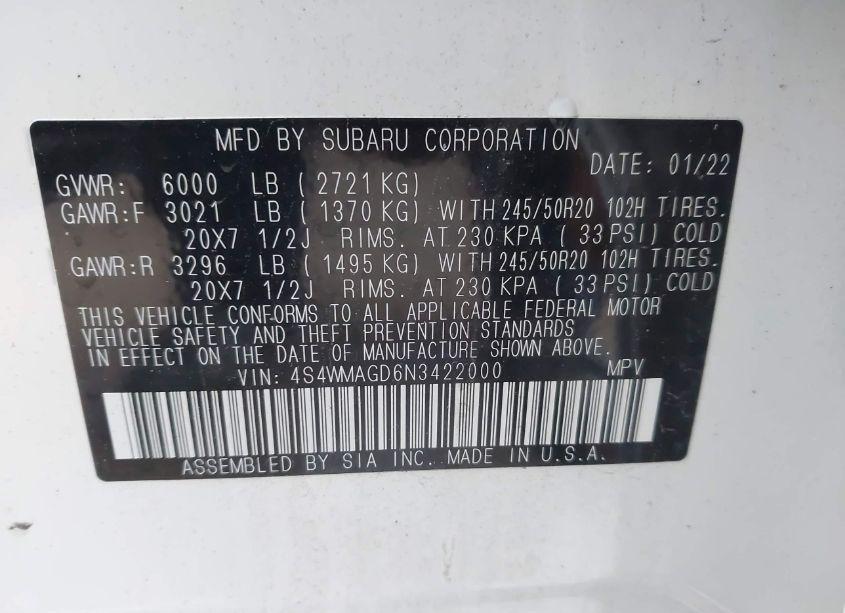 MFD BY SUBARU CORPORATION
DATE: 01/22
GVWR: 6000 LB ( 2721 KG)
GAWR:F 3021 LB ( 1370 KG) WITH 245/50R20 102H TIRES.
20X7 1/2J RIMS. AT 230 KPA ( 33 PSI) COLD
GAWR:R 3296 LB ( 1495 KG) WITH 245/50R20 102H TIRES.
20X7 1/2J RIMS. AT 230 KPA ( 33 PSI) COLD
THIS VEHICLE CONFORMS TO ALL APPLICABLE FEDERAL MOTOR
VEHICLE SAFETY AND THEFT PREVENTION STANDARDS
IN EFFECT ON THE DATE OF MANUFACTURE SHOWN ABOVE.
VIN: 4S4WMAGD6N3422000 MPV
ASSEMBLED BY SIA INC. MADE IN U.S.A.